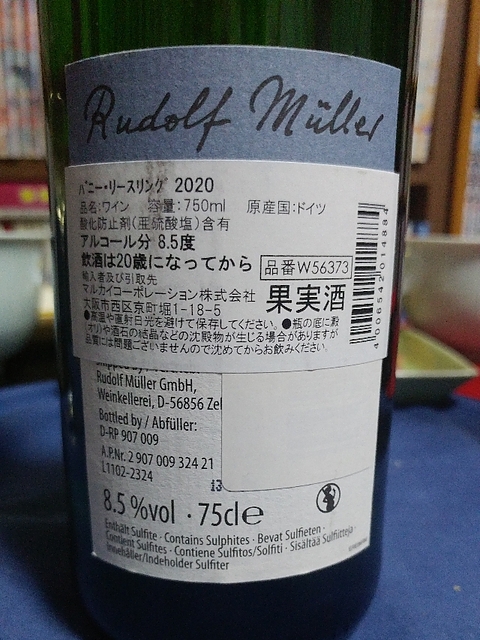 Rudolf Müller
バニー・リースリング 2020
品名:ワイン 容量:750ml 原産国:ドイツ
酸化防止剤(亜硫酸塩)含有
アルコール分 8.5度
飲酒は20歳になってから 品番W56373
輸入者及び引取先
マルカイコーポレーション株式会社 果実酒
大阪市西区京町堀1-18-5
●高温や直射日光を避けて保存してください。●瓶の底に澱
(オリ)や酒石の結晶などの沈殿物が生じる場合がありますが
品質には問題ございませんので沈めてからお飲みください。
4006542014884
Rudolf Müller GmbH,
Weinkellerei, D-56856 Zel
Bottled by / Abfüller:
D-RP 907 009
A.P.Nr. 2 907 009 324 21
L1102-2324
13
8.5 %vol · 75cl e
Enthält Sulfite · Contains Sulphites · Bevat Sulfieten ·
Contient Sulfites · Contiene Sulfitos/Solfiti · Sisältää Sulfiitteja ·
Innehåller/Indeholder Sulfiter